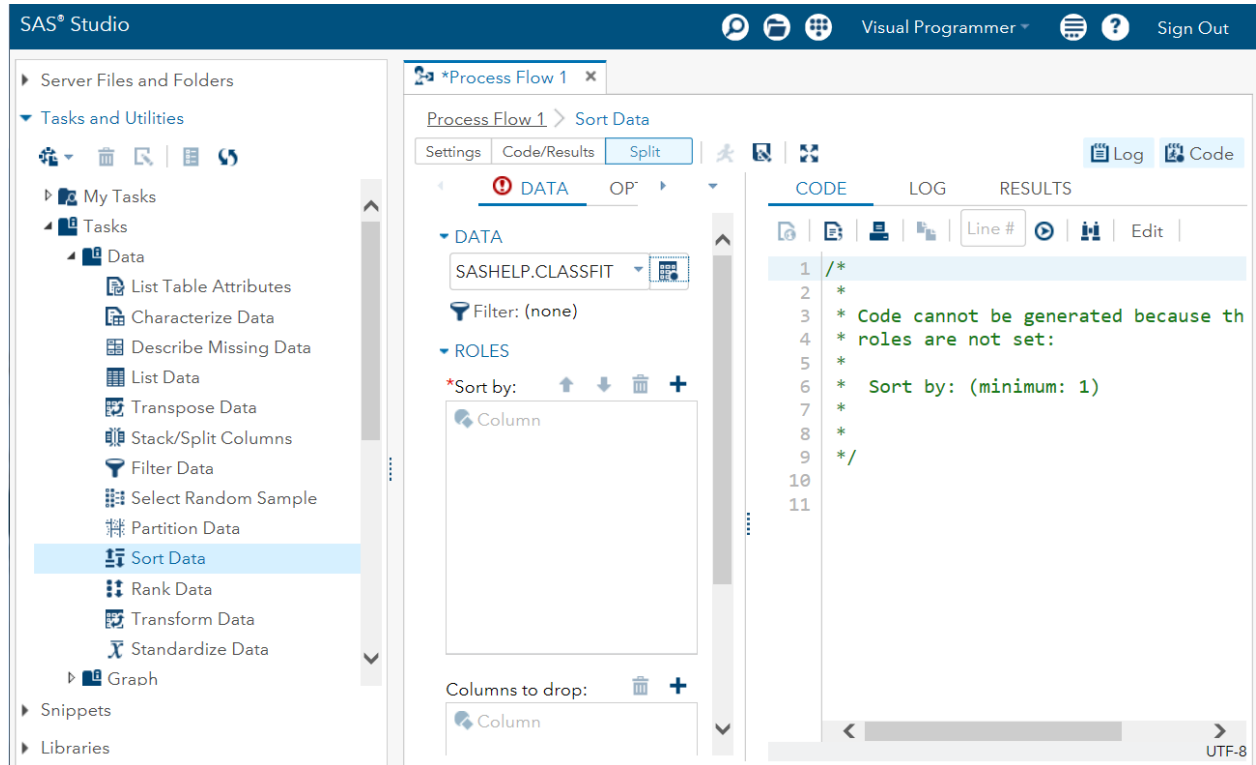 SAS® Studio
Visual Programmer
Sign Out
Server Files and Folders
Tasks and Utilities
My Tasks
Tasks
Data
List Table Attributes
Characterize Data
Describe Missing Data
List Data
Transpose Data
Stack/Split Columns
Filter Data
Select Random Sample
Partition Data
Sort Data
Rank Data
Transform Data
Standardize Data
Graph
Snippets
Libraries
*Process Flow 1
Process Flow 1 > Sort Data
Settings Code/Results Split
Log Code
DATA OPT
DATA
SASHELP.CLASSFIT
Filter: (none)
ROLES
*Sort by:
Column
Columns to drop:
Column
CODE LOG RESULTS
Line # Edit
1 /*
2 *
3 * Code cannot be generated because th
4 * roles are not set:
5 *
6 * Sort by: (minimum: 1)
7 *
8 *
9 */
10
11
UTF-8